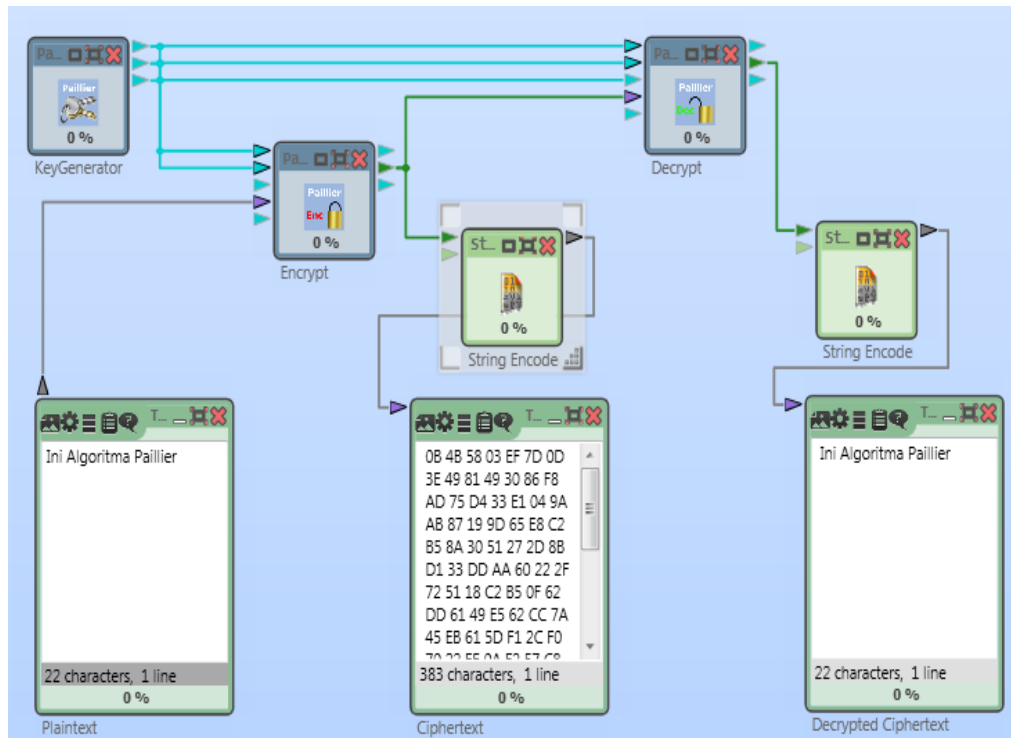 Pa...
Paillier
0 %
KeyGenerator
Pa...
Paillier
Enc
0 %
Encrypt
Pa...
Paillier
Dec
0 %
Decrypt
St...
0 %
String Encode
St...
0 %
String Encode
T...
Ini Algoritma Paillier
22 characters, 1 line
0 %
Plaintext
T...
0B 4B 58 03 EF 7D 0D
3E 49 81 49 30 86 F8
AD 75 D4 33 E1 04 9A
AB 87 19 9D 65 E8 C2
B5 8A 30 51 27 2D 8B
D1 33 DD AA 60 22 2F
72 51 18 C2 B5 0F 62
DD 61 49 E5 62 CC 7A
45 EB 61 5D F1 2C F0
383 characters, 1 line
0 %
Ciphertext
T...
Ini Algoritma Paillier
22 characters, 1 line
0 %
Decrypted Ciphertext